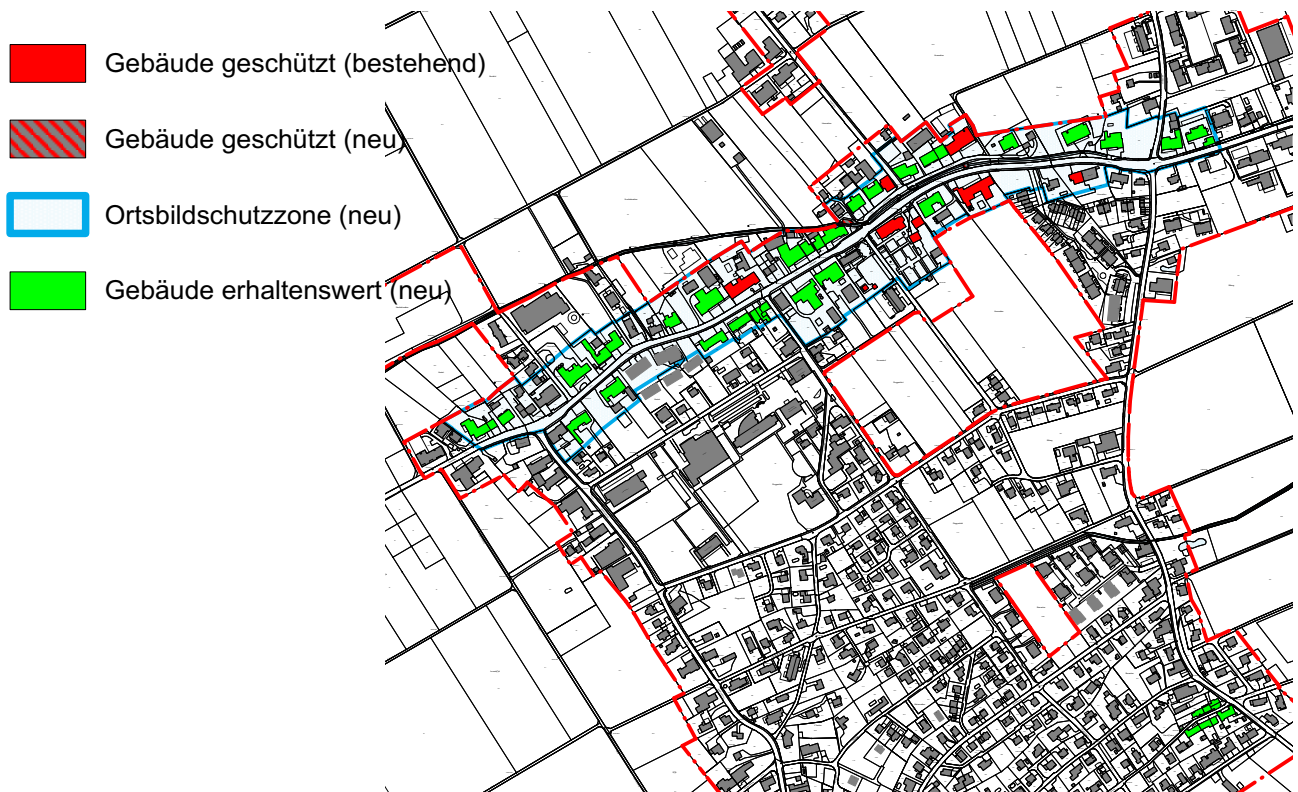 Gebäude geschützt (bestehend)
Gebäude geschützt (neu)
Ortsbildschutzzone (neu)
Gebäude erhaltenswert (neu)